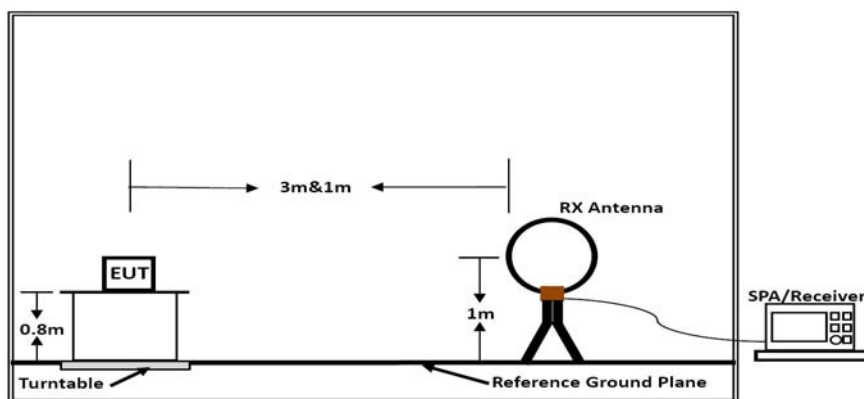 3m&1m
RX Antenna
EUT
SPA/Receiver
0.8m
1m
Turntable
Reference Ground Plane